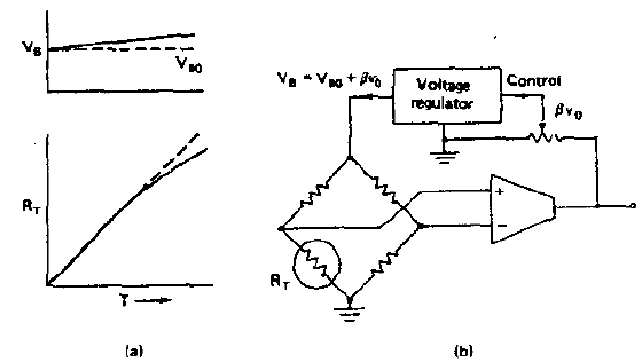 V_B
V_B0
R_T
T
(a)
V_B = V_B0 + βv_0
Voltage
regulator
Control
βv_0
+
−
R_T
(b)